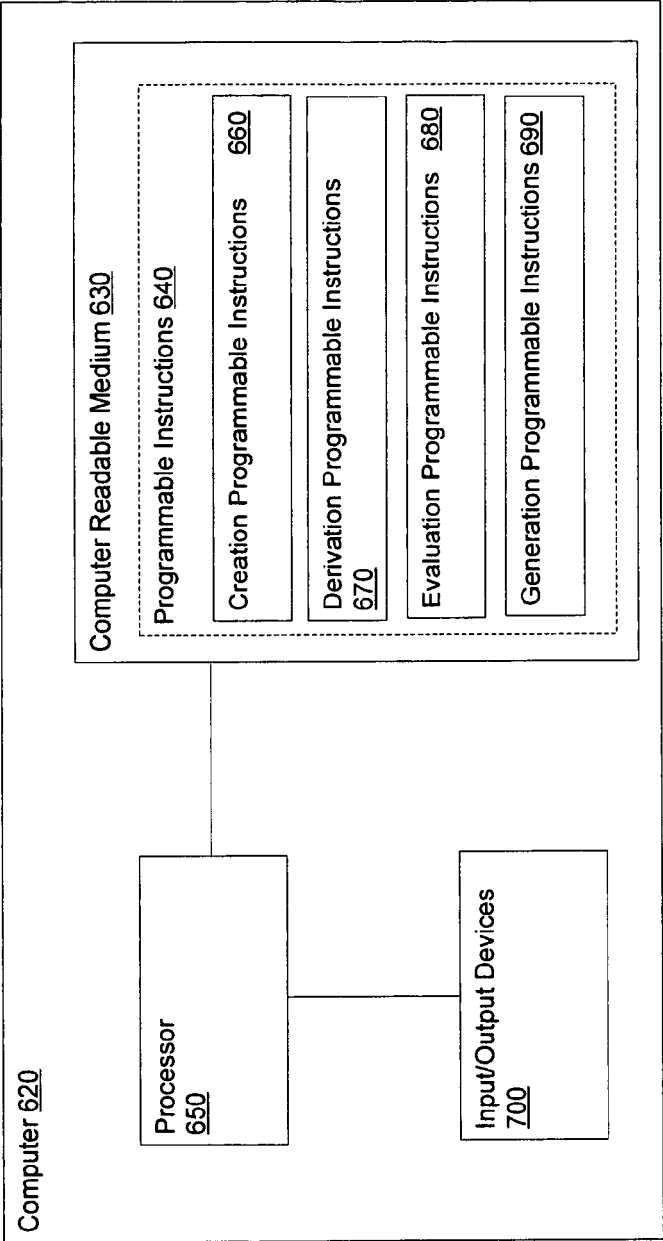 Computer 620
Processor
650
Input/Output Devices
700
Computer Readable Medium 630
Programmable Instructions 640
Creation Programmable Instructions 660
Derivation Programmable Instructions
670
Evaluation Programmable Instructions 680
Generation Programmable Instructions 690